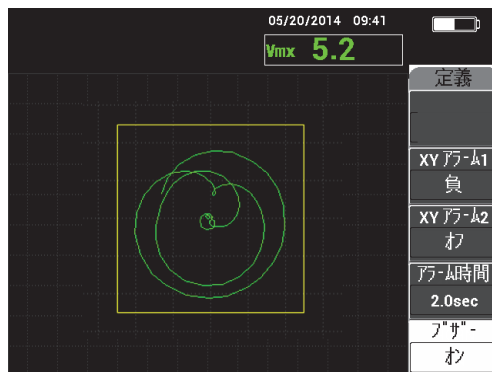 05/20/2014 09:41
Vmx 5.2
定義
XY アラーム1
負
XY アラーム2
オフ
アラーム時間
2.0sec
ブザー
オン